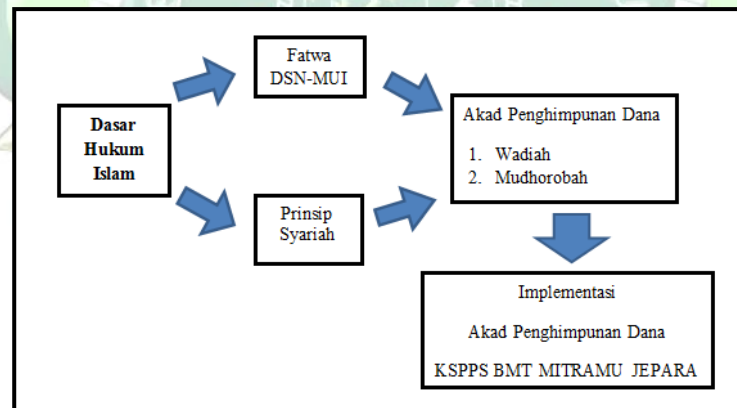 Dasar
Hukum
Islam
Fatwa
DSN-MUI
Prinsip
Syariah
Akad Penghimpunan Dana
1. Wadiah
2. Mudhorobah
Implementasi
Akad Penghimpunan Dana
KSPPS BMT MITRAMU JEPARA